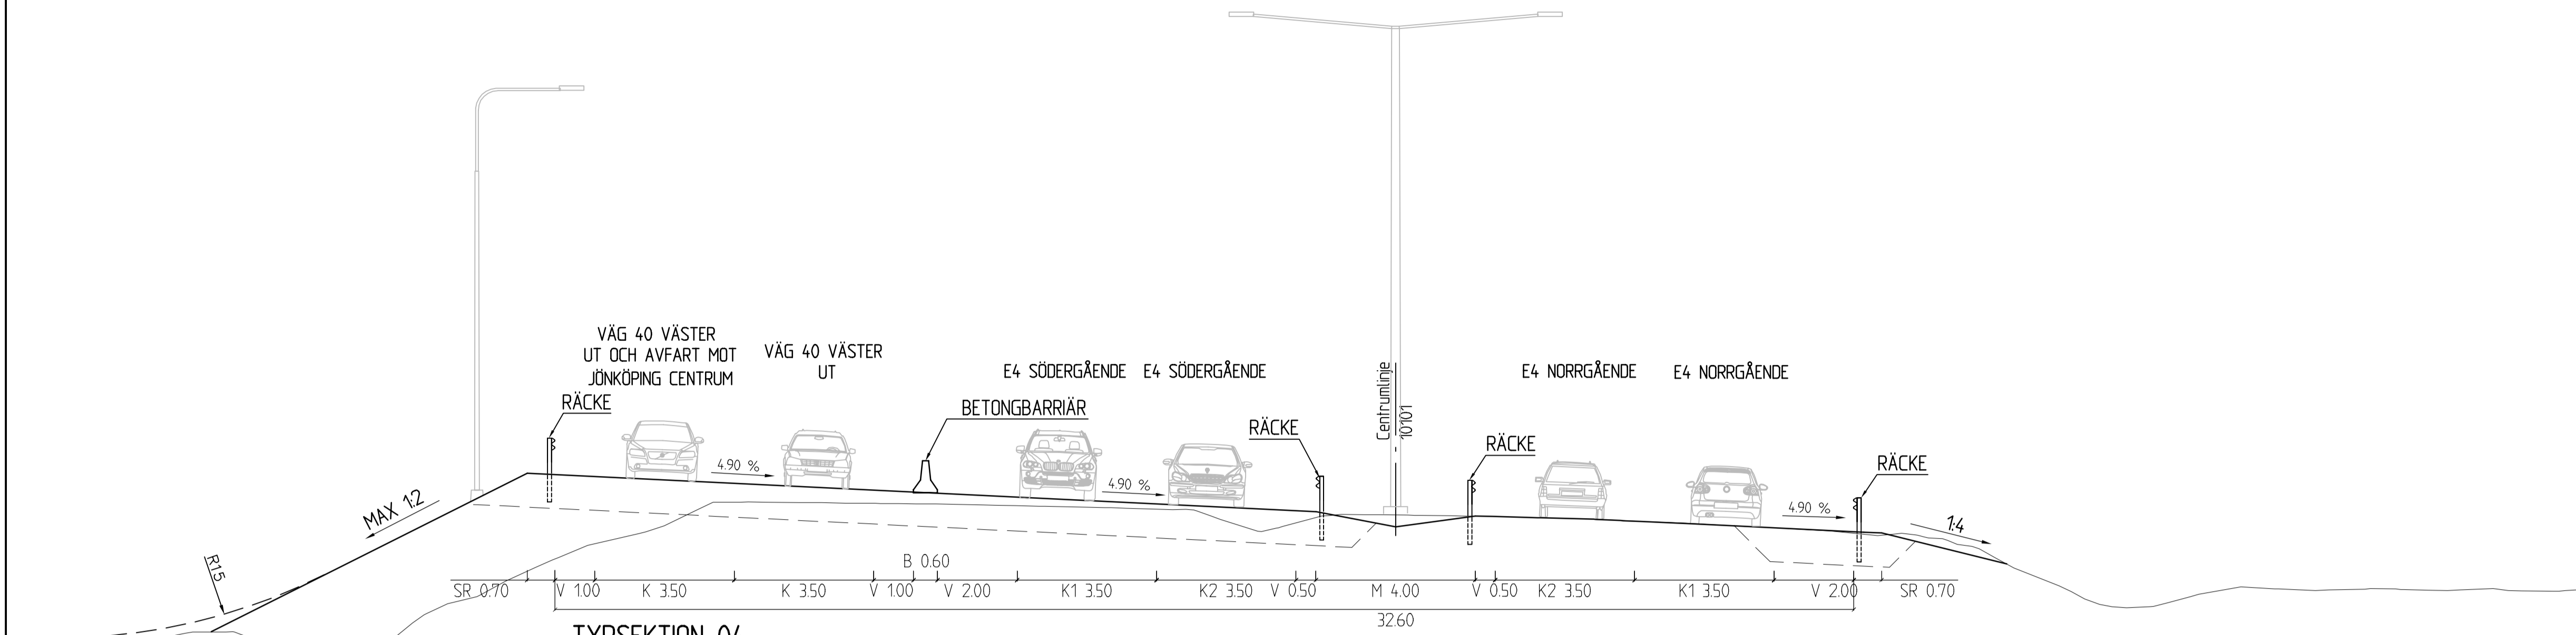 VÄG 40 VÄSTER
UT OCH AVFART MOT
JÖNKÖPING CENTRUM
VÄG 40 VÄSTER
UT
E4 SÖDERGÅENDE
E4 SÖDERGÅENDE
Centrumlinje
10101
E4 NORRGÅENDE
E4 NORRGÅENDE
RÄCKE
BETONGBARRIÄR
RÄCKE
RÄCKE
RÄCKE
4.90 %
4.90 %
4.90 %
MAX 1:2
1:4
R15
B 0.60
SR 0.70
V 1.00
K 3.50
K 3.50
V 1.00
V 2.00
K1 3.50
K2 3.50
V 0.50
M 4.00
V 0.50
K2 3.50
K1 3.50
V 2.00
SR 0.70
32.60